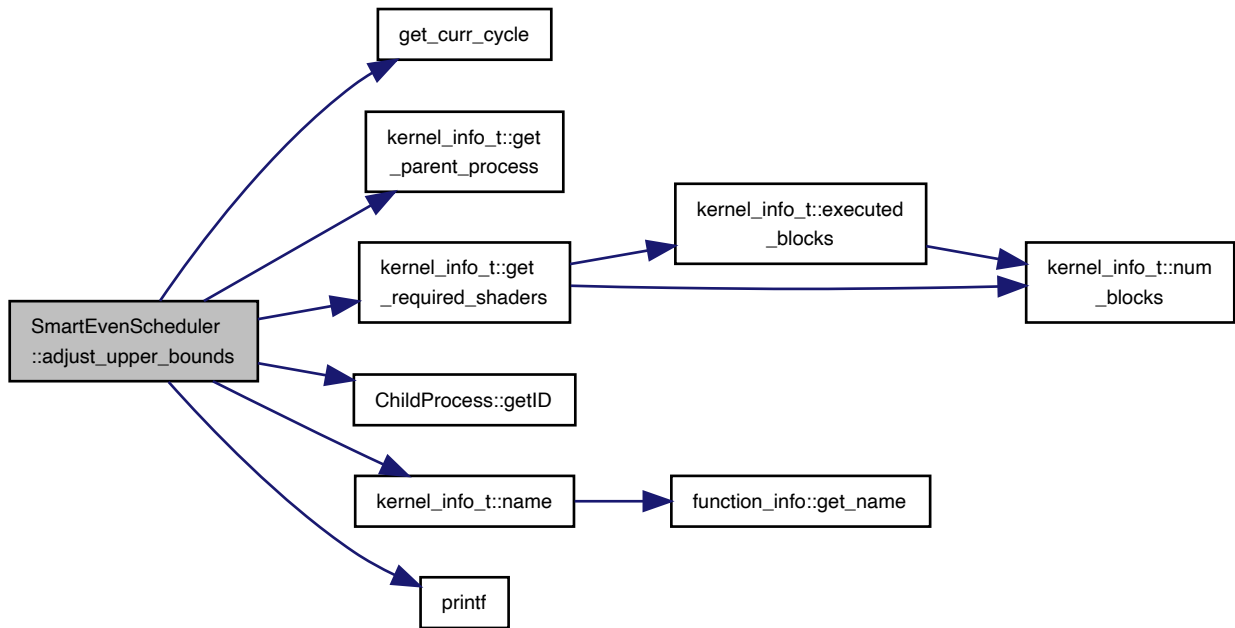 get_curr_cycle
kernel_info_t::get
_parent_process
kernel_info_t::executed
_blocks
kernel_info_t::get
_required_shaders
kernel_info_t::num
_blocks
SmartEvenScheduler
::adjust_upper_bounds
ChildProcess::getID
kernel_info_t::name
function_info::get_name
printf